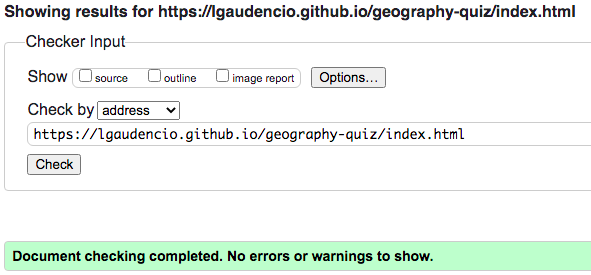 Showing results for https://lgaudencio.github.io/geography-quiz/index.html
Checker Input
Show source outline image report Options...
Check by address
https://lgaudencio.github.io/geography-quiz/index.html
Check
Document checking completed. No errors or warnings to show.